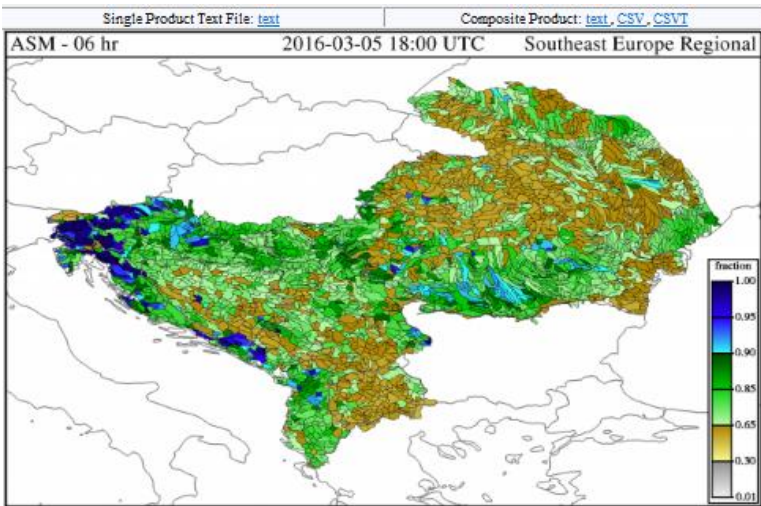 Single Product Text File: text
Composite Product: text , CSV , CSVT
ASM - 06 hr 2016-03-05 18:00 UTC Southeast Europe Regional
fraction
1.00
0.95
0.90
0.85
0.65
0.30
0.01